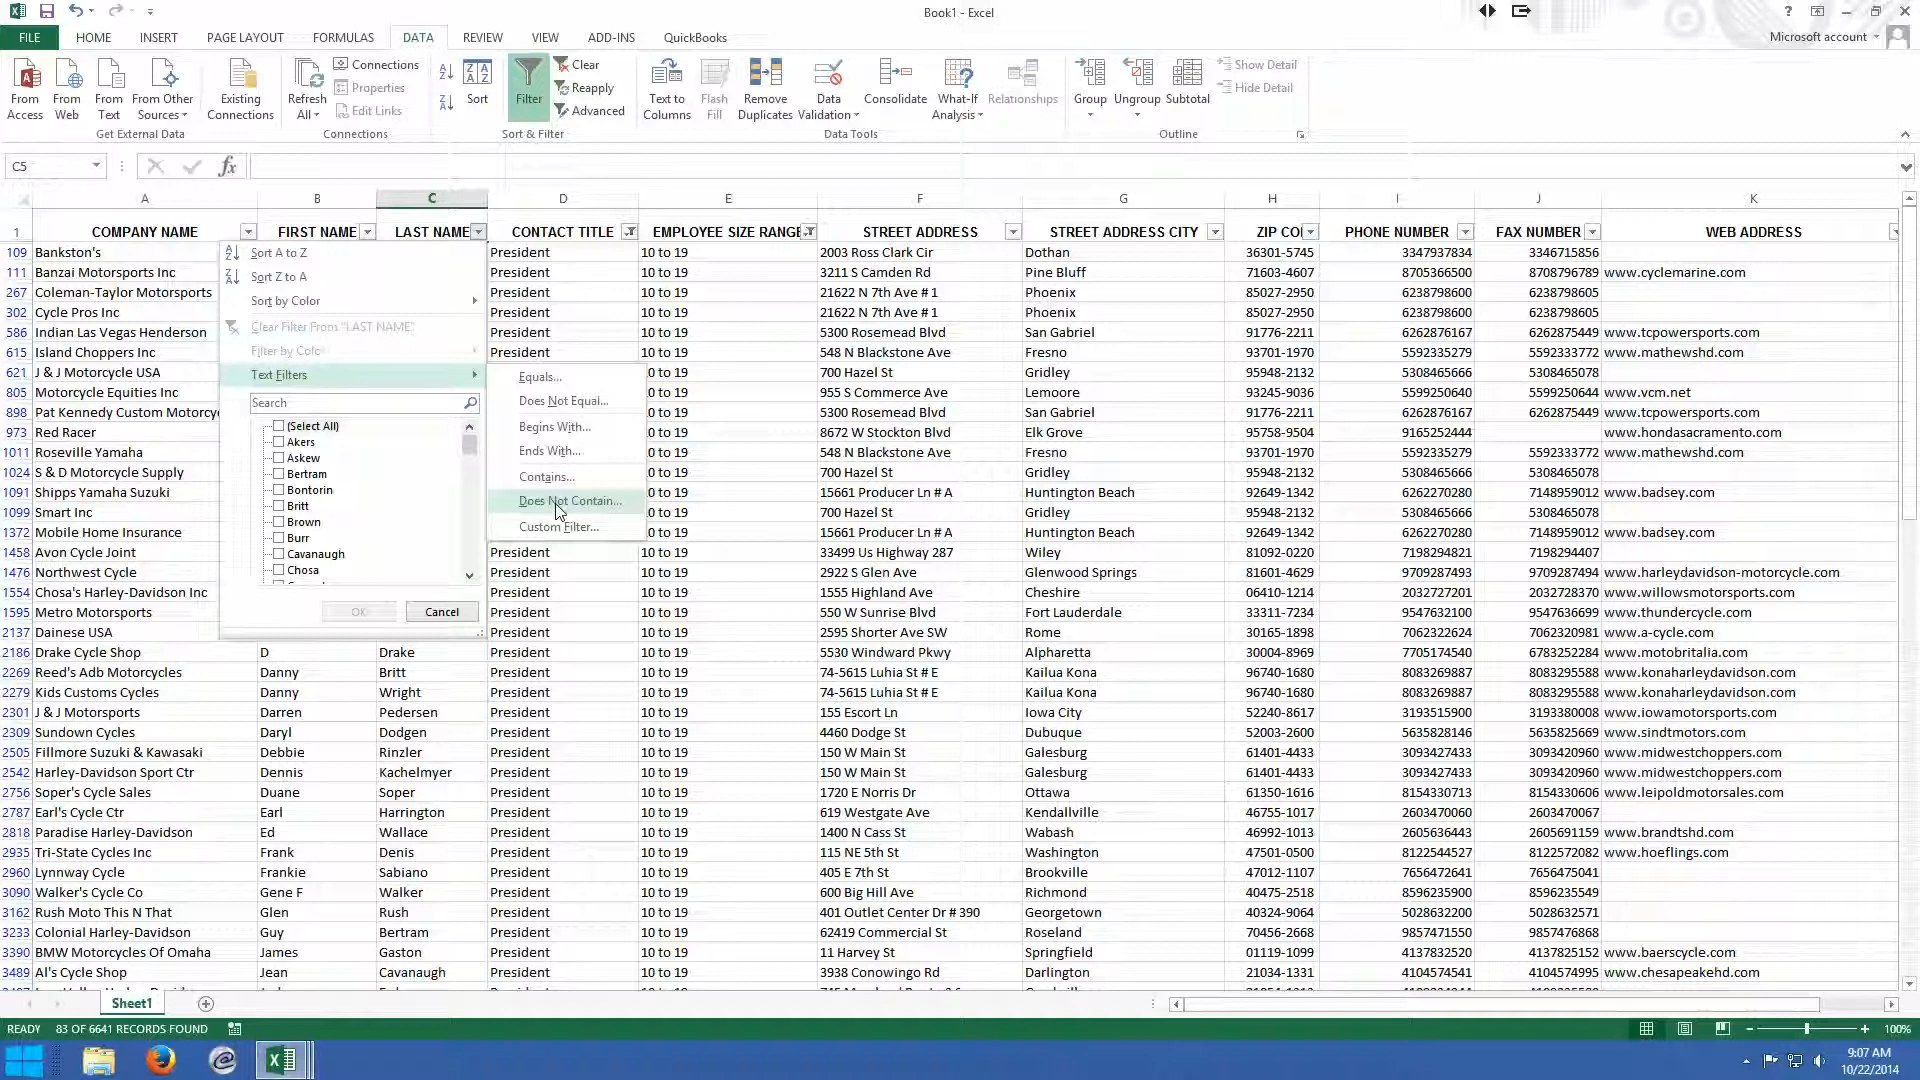 Book1 - Excel
FILE HOME INSERT PAGE LAYOUT FORMULAS DATA REVIEW VIEW ADD-INS QuickBooks Microsoft account
From Access From Web From Text From Other Sources Existing Connections Refresh All Connections Properties Edit Links Sort Filter Clear Reapply Advanced Text to Columns Flash Fill Remove Duplicates Data Validation Consolidate What-If Analysis Relationships Group Ungroup Subtotal Show Detail Hide Detail
Get External Data Connections Sort & Filter Data Tools Outline
C5 fx
A B C D E F G H I J K
1 COMPANY NAME FIRST NAME LAST NAME CONTACT TITLE EMPLOYEE SIZE RANGE STREET ADDRESS STREET ADDRESS CITY ZIP CO PHONE NUMBER FAX NUMBER WEB ADDRESS
109 Bankston's President 10 to 19 2003 Ross Clark Cir Dothan 36301-5745 3347937834 3346715856
111 Banzai Motorsports Inc President 10 to 19 3211 S Camden Rd Pine Bluff 71603-4607 8705366500 8708796789 www.cyclemarine.com
267 Coleman-Taylor Motorsports President 10 to 19 21622 N 7th Ave # 1 Phoenix 85027-2950 6238798600 6238798605
302 Cycle Pros Inc President 10 to 19 21622 N 7th Ave # 1 Phoenix 85027-2950 6238798600 6238798605
586 Indian Las Vegas Henderson President 10 to 19 5300 Rosemead Blvd San Gabriel 91776-2211 6262876167 6262875449 www.tcpowersports.com
615 Island Choppers Inc President 10 to 19 548 N Blackstone Ave Fresno 93701-1970 5592335279 5592333772 www.mathewshd.com
621 J & J Motorcycle USA 700 Hazel St Gridley 95948-2132 5308465666 5308465078
805 Motorcycle Equities Inc 955 S Commerce Ave Lemoore 93245-9036 5599250640 5599250644 www.vcm.net
898 Pat Kennedy Custom Motorcy 5300 Rosemead Blvd San Gabriel 91776-2211 6262876167 6262875449 www.tcpowersports.com
973 Red Racer 0 to 19 8672 W Stockton Blvd Elk Grove 95758-9504 9165252444 www.hondasacramento.com
1011 Roseville Yamaha 0 to 19 548 N Blackstone Ave Fresno 93701-1970 5592335279 5592333772 www.mathewshd.com
1024 S & D Motorcycle Supply 0 to 19 700 Hazel St Gridley 95948-2132 5308465666 5308465078
1091 Shipps Yamaha Suzuki 0 to 19 15661 Producer Ln # A Huntington Beach 92649-1342 6262270280 7148959012 www.badsey.com
1099 Smart Inc 0 to 19 700 Hazel St Gridley 95948-2132 5308465666 5308465078
1372 Mobile Home Insurance 0 to 19 15661 Producer Ln # A Huntington Beach 92649-1342 6262270280 7148959012 www.badsey.com
1458 Avon Cycle Joint President 10 to 19 33499 Us Highway 287 Wiley 81092-0220 7198294821 7198294407
1476 Northwest Cycle President 10 to 19 2922 S Glen Ave Glenwood Springs 81601-4629 9709287493 9709287494 www.harleydavidson-motorcycle.com
1554 Chosa's Harley-Davidson Inc President 10 to 19 1555 Highland Ave Cheshire 06410-1214 2032727201 2032728370 www.willowsmotorsports.com
1595 Metro Motorsports President 10 to 19 550 W Sunrise Blvd Fort Lauderdale 33311-7234 9547632100 9547636699 www.thundercycle.com
2137 Dainese USA President 10 to 19 2595 Shorter Ave SW Rome 30165-1898 7062322624 7062320981 www.a-cycle.com
2186 Drake Cycle Shop D Drake President 10 to 19 5530 Windward Pkwy Alpharetta 30004-8969 7705174540 6783252284 www.motobritalia.com
2269 Reed's Adb Motorcycles Danny Britt President 10 to 19 74-5615 Luhia St # E Kailua Kona 96740-1680 8083269887 8083295588 www.konaharleydavidson.com
2279 Kids Customs Cycles Danny Wright President 10 to 19 74-5615 Luhia St # E Kailua Kona 96740-1680 8083269887 8083295588 www.konaharleydavidson.com
2301 J & J Motorsports Darren Pedersen President 10 to 19 155 Escort Ln Iowa City 52240-8617 3193515900 3193380008 www.iowamotorsports.com
2309 Sundown Cycles Daryl Dodgen President 10 to 19 4460 Dodge St Dubuque 52003-2600 5635828146 5635825669 www.sindtmotors.com
2505 Fillmore Suzuki & Kawasaki Debbie Rinzler President 10 to 19 150 W Main St Galesburg 61401-4433 3093427433 3093420960 www.midwestchoppers.com
2542 Harley-Davidson Sport Ctr Dennis Kachelmyer President 10 to 19 150 W Main St Galesburg 61401-4433 3093427433 3093420960 www.midwestchoppers.com
2756 Soper's Cycle Sales Duane Soper President 10 to 19 1720 E Norris Dr Ottawa 61350-1616 8154330713 8154330606 www.leipoldmotorsales.com
2787 Earl's Cycle Ctr Earl Harrington President 10 to 19 619 Westgate Ave Kendallville 46755-1017 2603470060 2603470067
2818 Paradise Harley-Davidson Ed Wallace President 10 to 19 1400 N Cass St Wabash 46992-1013 2605636443 2605691159 www.brandtshd.com
2935 Tri-State Cycles Inc Frank Denis President 10 to 19 115 NE 5th St Washington 47501-0500 8122544527 8122572082 www.hoeflings.com
2960 Lynnway Cycle Frankie Sabiano President 10 to 19 405 E 7th St Brookville 47012-1107 7656472641 7656475041
3090 Walker's Cycle Co Gene F Walker President 10 to 19 600 Big Hill Ave Richmond 40475-2518 8596235900 8596235549
3162 Rush Moto This N That Glen Rush President 10 to 19 401 Outlet Center Dr # 390 Georgetown 40324-9064 5028632200 5028632571
3233 Colonial Harley-Davidson Guy Bertram President 10 to 19 62419 Commercial St Roseland 70456-2668 9857471550 9857476868
3390 BMW Motorcycles Of Omaha James Gaston President 10 to 19 11 Harvey St Springfield 01119-1099 4137832520 4137825152 www.baerscycle.com
3489 Al's Cycle Shop Jean Cavanaugh President 10 to 19 3938 Conowingo Rd Darlington 21034-1331 4104574541 4104574995 www.chesapeakehd.com
Sort A to Z
Sort Z to A
Sort by Color
Clear Filter From "LAST NAME"
Filter by Color
Text Filters
Search
(Select All)
Akers
Askew
Bertram
Bontorin
Britt
Brown
Burr
Cavanaugh
Chosa
OK Cancel
Equals...
Does Not Equal...
Begins With...
Ends With...
Contains...
Does Not Contain...
Custom Filter...
Sheet1
READY 83 OF 6641 RECORDS FOUND 100%
9:07 AM
10/22/2014